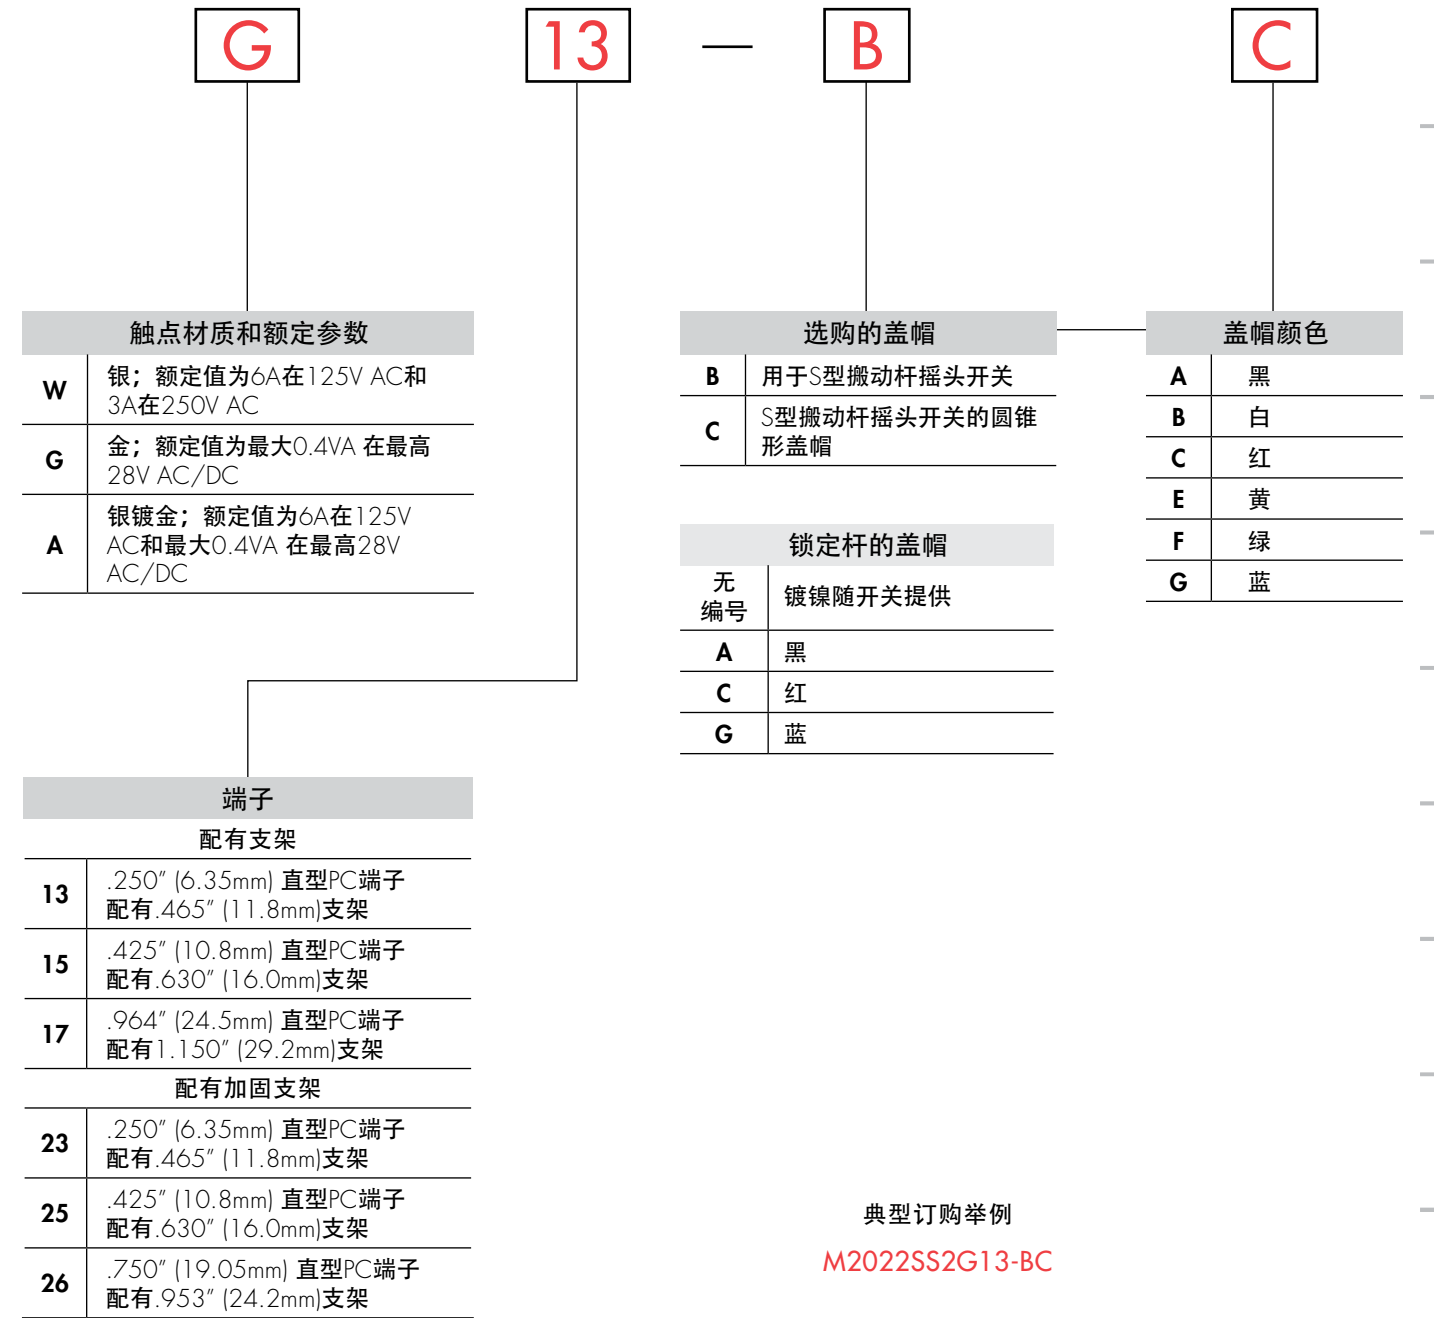 G 13 — B C
触点材质和额定参数
W 银；额定值为6A在125V AC和
3A在250V AC
G 金；额定值为最大0.4VA 在最高
28V AC/DC
A 银镀金；额定值为6A在125V
AC和最大0.4VA 在最高28V
AC/DC
选购的盖帽
B 用于S型搬动杆摇头开关
C S型搬动杆摇头开关的圆锥
形盖帽
盖帽颜色
A 黑
B 白
C 红
E 黄
F 绿
G 蓝
锁定杆的盖帽
无
编号 镀镍随开关提供
A 黑
C 红
G 蓝
端子
配有支架
13 .250” (6.35mm) 直型PC端子
配有.465” (11.8mm)支架
15 .425” (10.8mm) 直型PC端子
配有.630” (16.0mm)支架
17 .964” (24.5mm) 直型PC端子
配有1.150” (29.2mm)支架
配有加固支架
23 .250” (6.35mm) 直型PC端子
配有.465” (11.8mm)支架
25 .425” (10.8mm) 直型PC端子
配有.630” (16.0mm)支架
26 .750” (19.05mm) 直型PC端子
配有.953” (24.2mm)支架
典型订购举例
M2022SS2G13-BC